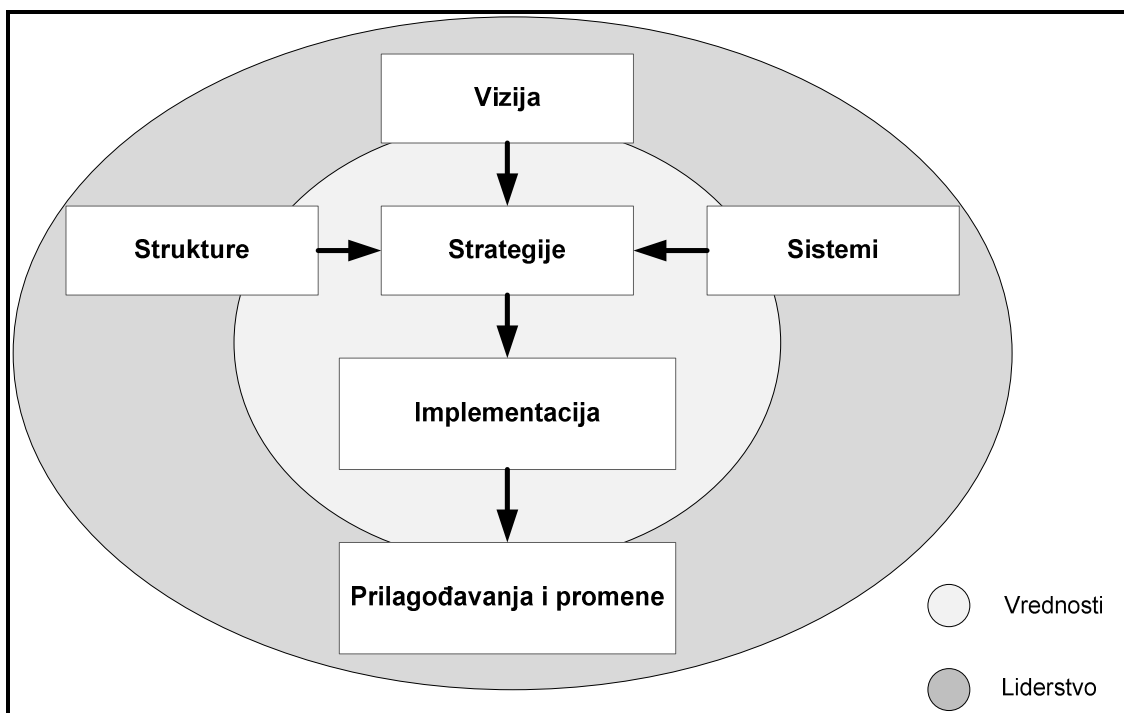 Vizija
Strukture
Strategije
Sistemi
Implementacija
Prilagođavanja i promene
Vrednosti
Liderstvo